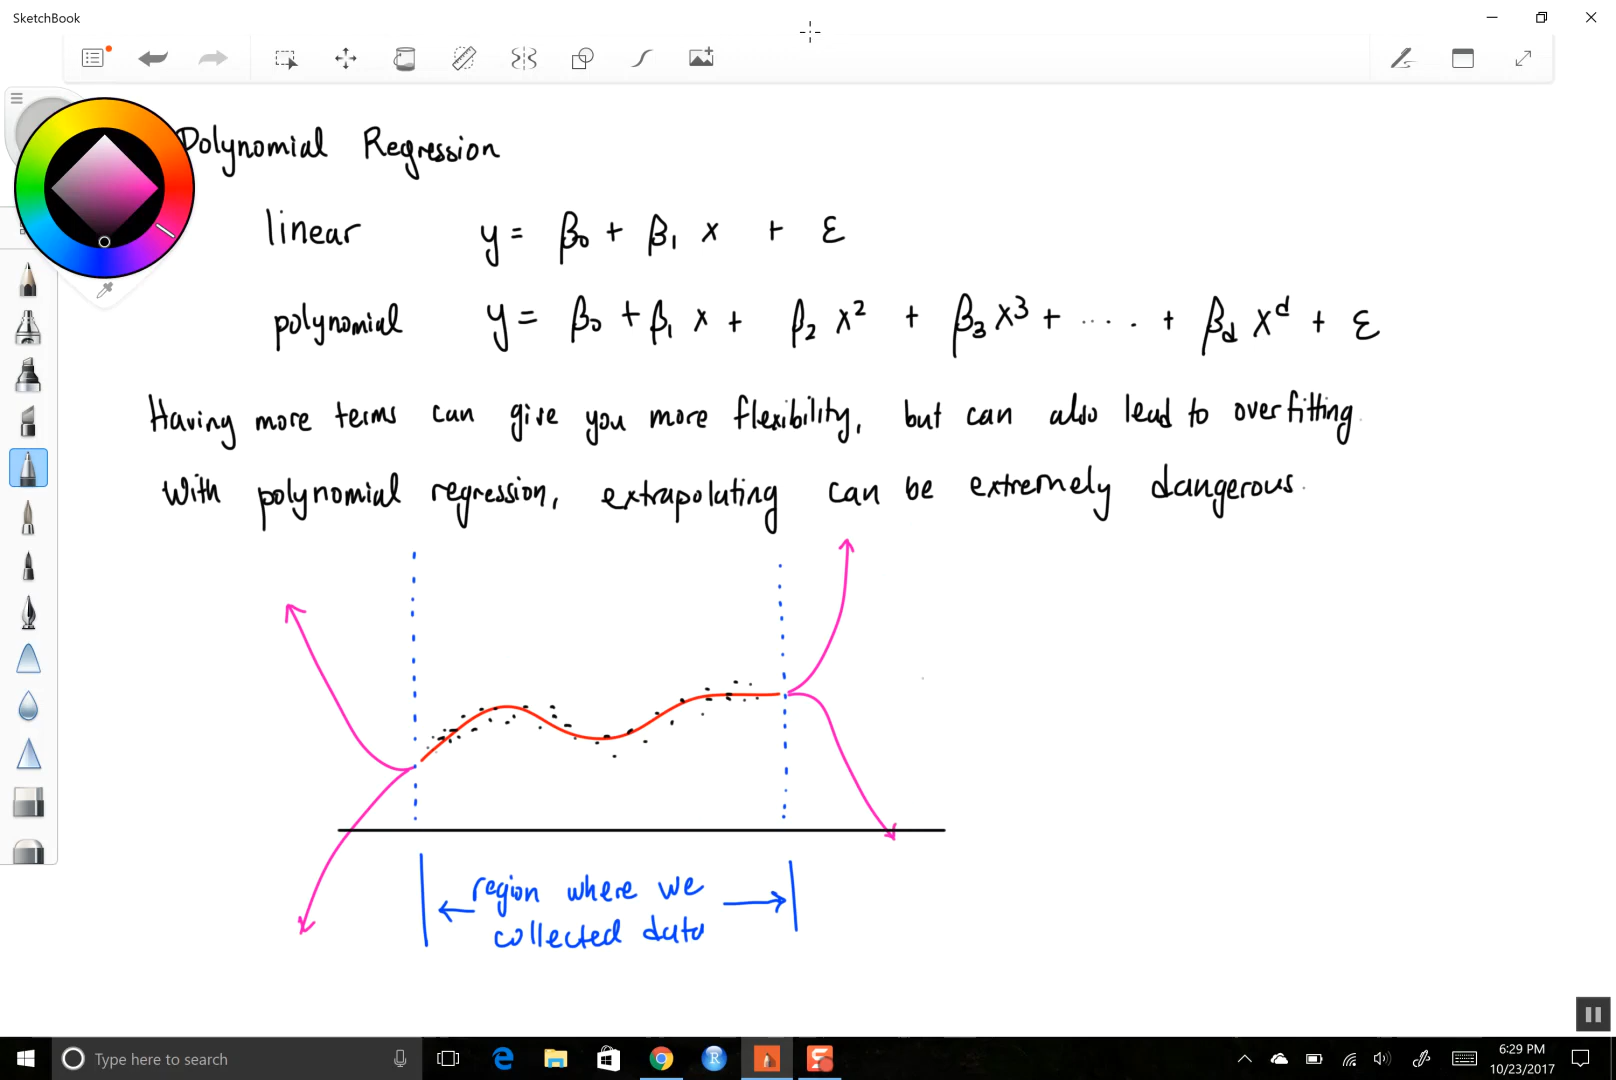 SketchBook
Polynomial Regression
linear y = β₀ + β₁ x + ε
polynomial y = β₀ + β₁ x + β₂ x² + β₃ x³ + ..... + β_d x^d + ε
Having more terms can give you more flexibility, but can also lead to overfitting.
With polynomial regression, extrapolating can be extremely dangerous.
region where we
collected data
Type here to search
6:29 PM
10/23/2017